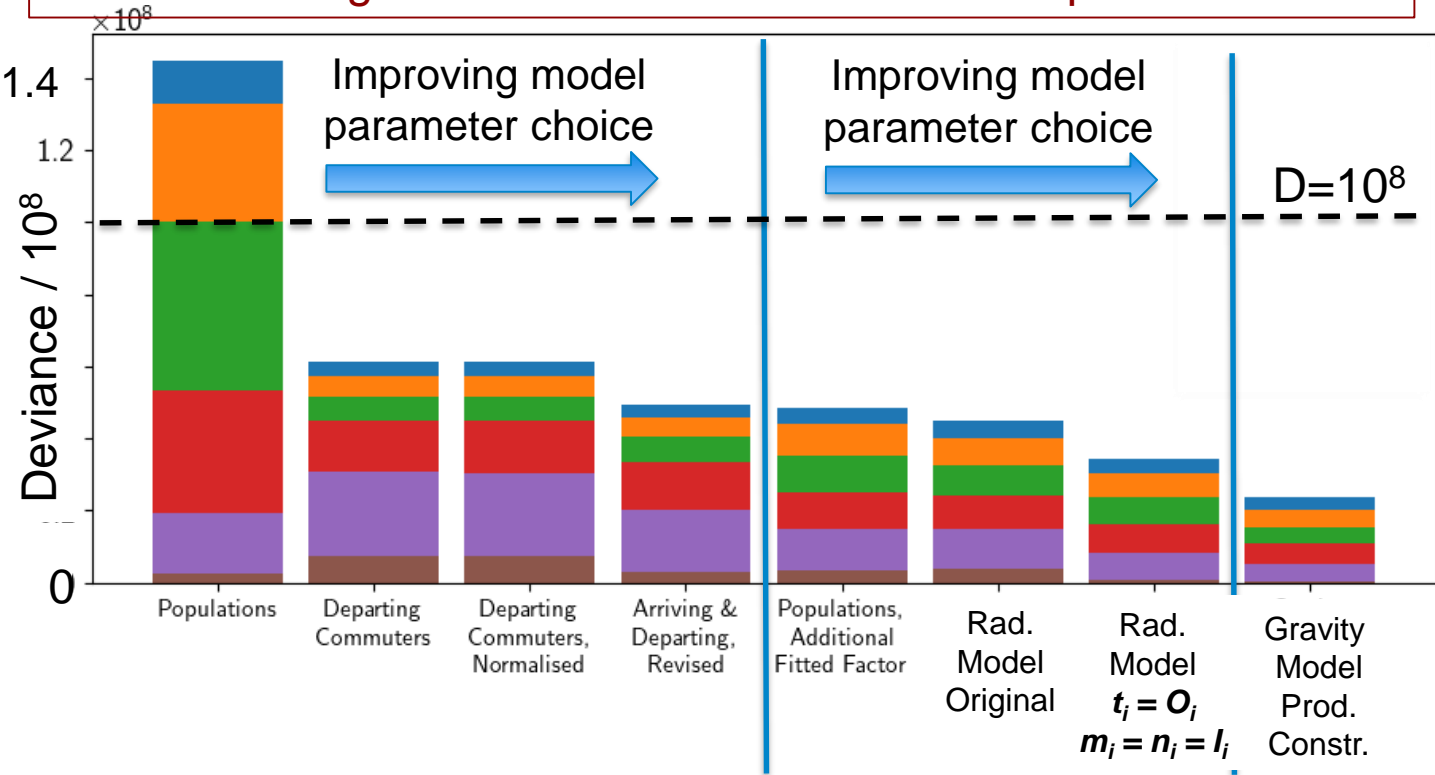 ×10⁸
1.4
1.2
0
Deviance / 10⁸
Improving model
parameter choice
Improving model
parameter choice
D=10⁸
Populations
Departing
Commuters
Departing
Commuters,
Normalised
Arriving &
Departing,
Revised
Populations,
Additional
Fitted Factor
Rad.
Model
Original
Rad.
Model
tᵢ = Oᵢ
mᵢ = nᵢ = Iᵢ
Gravity
Model
Prod.
Constr.